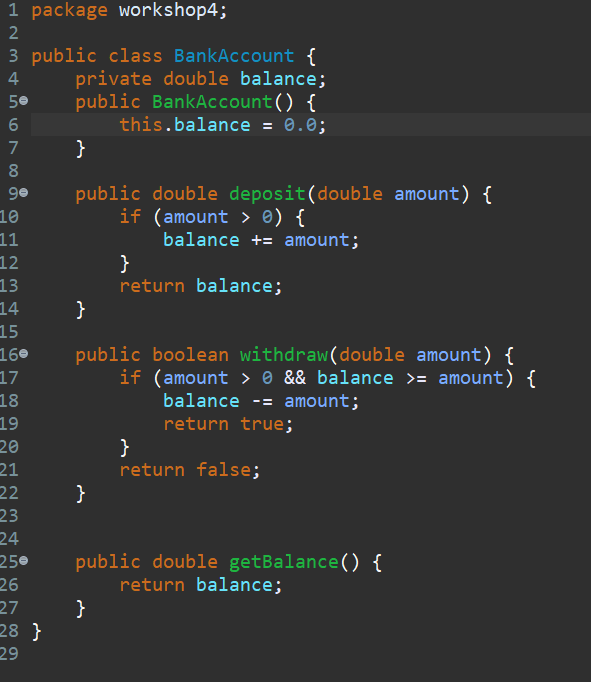 1 package workshop4;
2
3 public class BankAccount {
4     private double balance;
5     public BankAccount() {
6         this.balance = 0.0;
7     }
8
9     public double deposit(double amount) {
10         if (amount > 0) {
11             balance += amount;
12         }
13         return balance;
14     }
15
16     public boolean withdraw(double amount) {
17         if (amount > 0 && balance >= amount) {
18             balance -= amount;
19             return true;
20         }
21         return false;
22     }
23
24
25     public double getBalance() {
26         return balance;
27     }
28 }
29